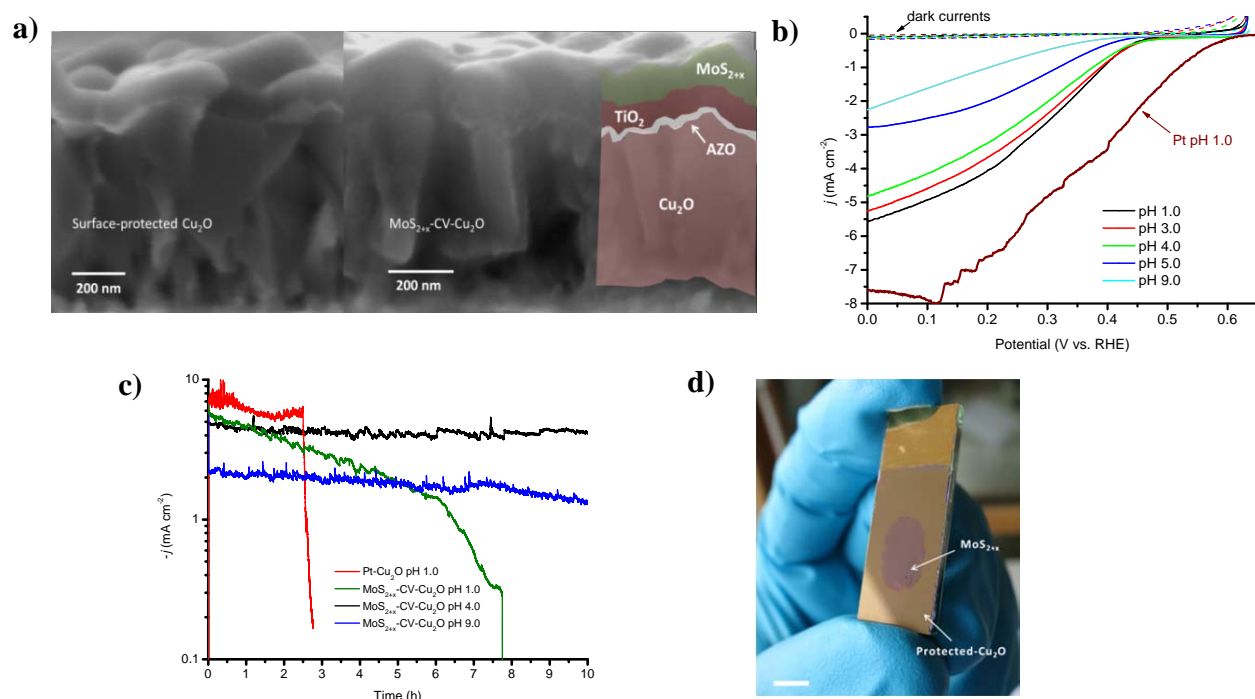 a)
Surface-protected Cu₂O
200 nm
MoS₂₊ₓ-CV-Cu₂O
200 nm
MoS₂₊ₓ
TiO₂
AZO
Cu₂O
b)
dark currents
0
-1
-2
-3
-4
-5
-6
-7
-8
j (mA cm⁻²)
Pt pH 1.0
pH 1.0
pH 3.0
pH 4.0
pH 5.0
pH 9.0
0.0 0.1 0.2 0.3 0.4 0.5 0.6
Potential (V vs. RHE)
c)
10
1
0.1
-j (mA cm⁻²)
Pt-Cu₂O pH 1.0
MoS₂₊ₓ-CV-Cu₂O pH 1.0
MoS₂₊ₓ-CV-Cu₂O pH 4.0
MoS₂₊ₓ-CV-Cu₂O pH 9.0
0 1 2 3 4 5 6 7 8 9 10
Time (h)
d)
MoS₂₊ₓ
Protected-Cu₂O